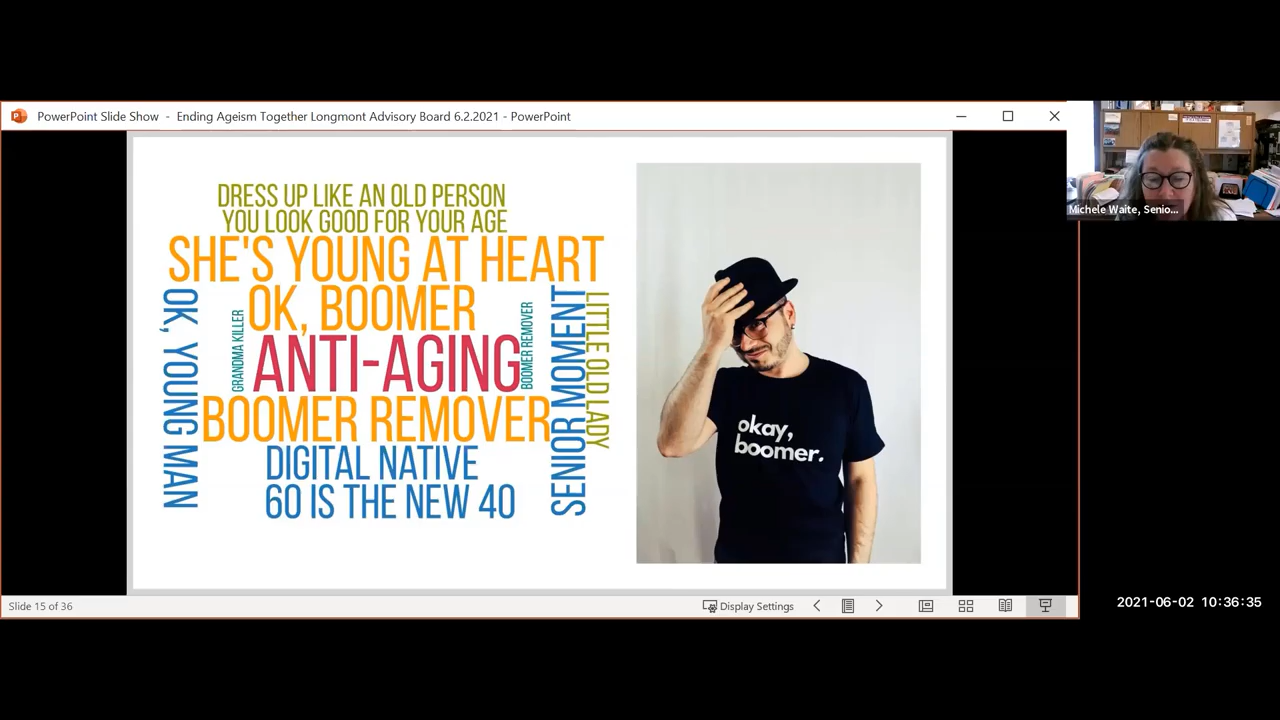 PowerPoint Slide Show - Ending Ageism Together Longmont Advisory Board 6.2.2021 - PowerPoint
DRESS UP LIKE AN OLD PERSON
YOU LOOK GOOD FOR YOUR AGE
SHE'S YOUNG AT HEART
OK, BOOMER
ANTI-AGING
BOOMER REMOVER
DIGITAL NATIVE
60 IS THE NEW 40
OK, YOUNG MAN
GRANDMA KILLER
BOOMER REMOVER
SENIOR MOMENT
LITTLE OLD LADY
okay,
boomer.
Michele Waite, Senio...
Slide 15 of 36
Display Settings
2021-06-02 10:36:35